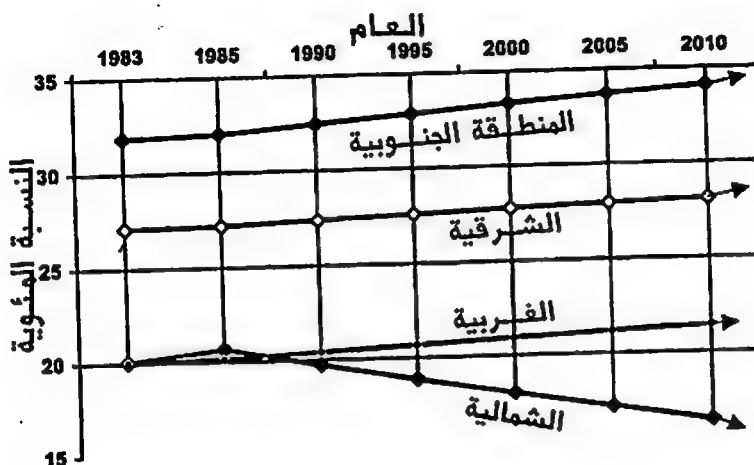 العام
1983 1985 1990 1995 2000 2005 2010
35
المنطقة الجنوبية
30
الشرقية
25
الغربية
20
الشمالية
15
النسبة المئوية